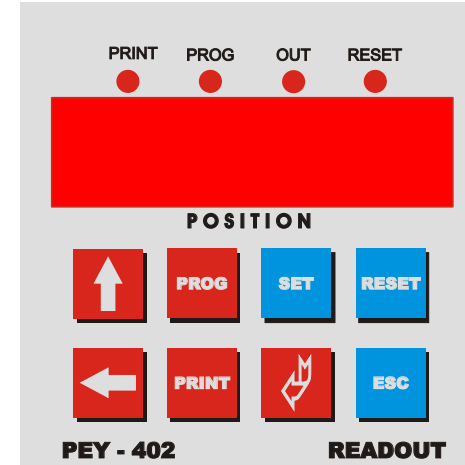 PRINT PROG OUT RESET
POSITION
PROG SET RESET
PRINT ESC
PEY - 402 READOUT